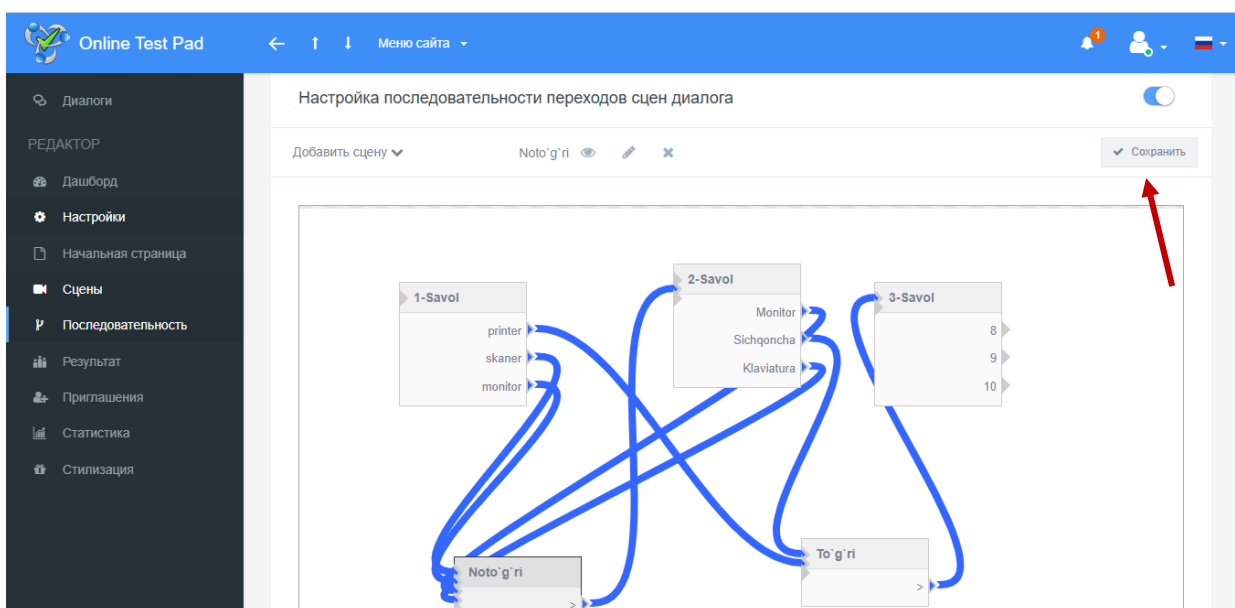 Online Test Pad
Меню сайта
1
Диалоги
РЕДАКТОР
Дашборд
Настройки
Начальная страница
Сцены
Последовательность
Результат
Приглашения
Статистика
Стилизация
Настройка последовательности переходов сцен диалога
Добавить сцену
Noto`g`ri
Сохранить
1-Savol
printer
skaner
monitor
2-Savol
Monitor
Sichqoncha
Klaviatura
3-Savol
8
9
10
Noto`g`ri
>
To`g`ri
>